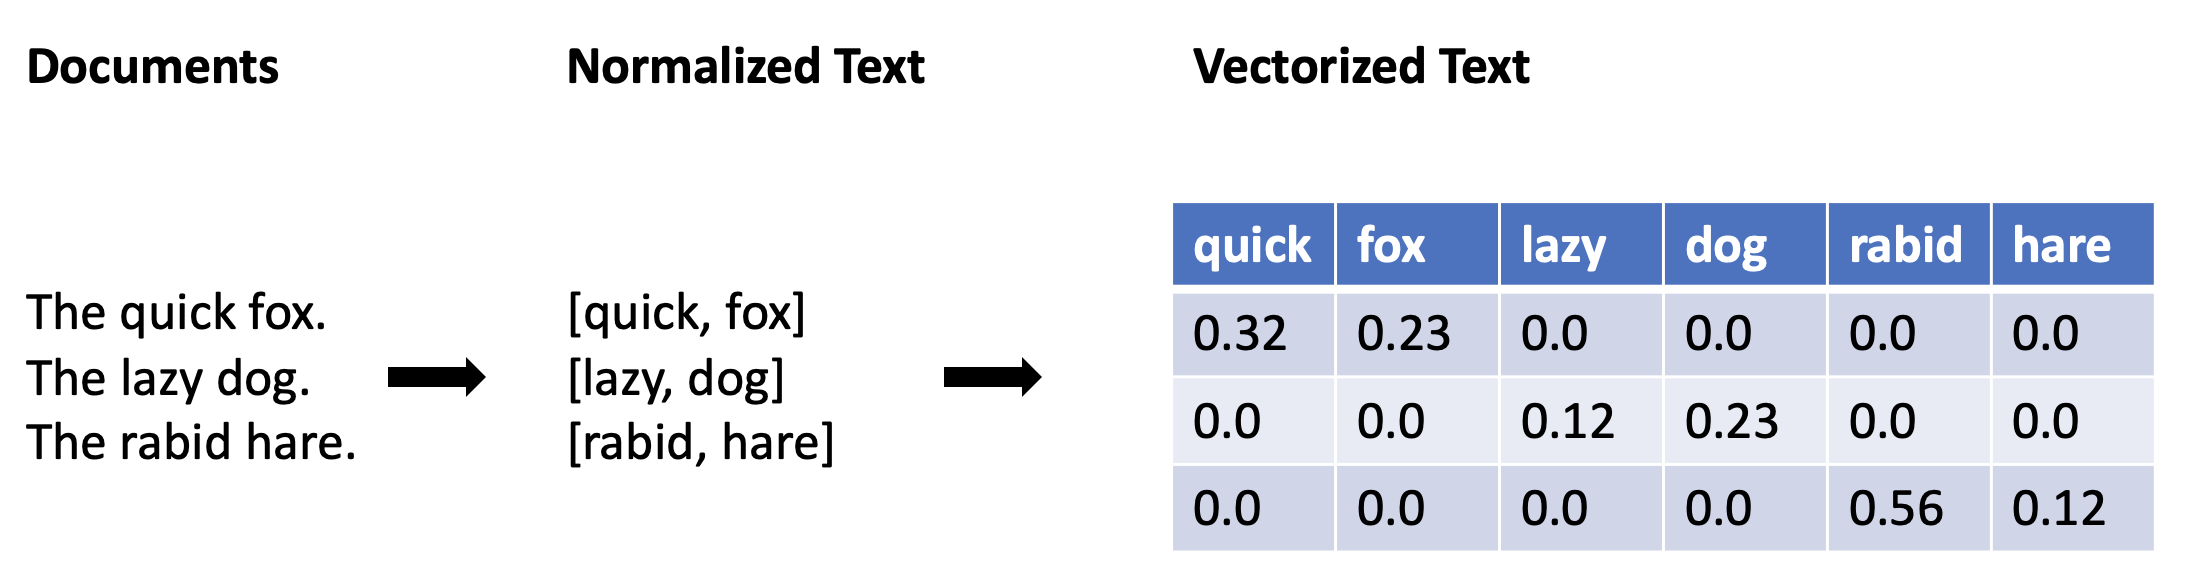 Documents
Normalized Text
Vectorized Text
The quick fox.
The lazy dog.
The rabid hare.
[quick, fox]
[lazy, dog]
[rabid, hare]
quick fox lazy dog rabid hare
0.32 0.23 0.0 0.0 0.0 0.0
0.0 0.0 0.12 0.23 0.0 0.0
0.0 0.0 0.0 0.0 0.56 0.12